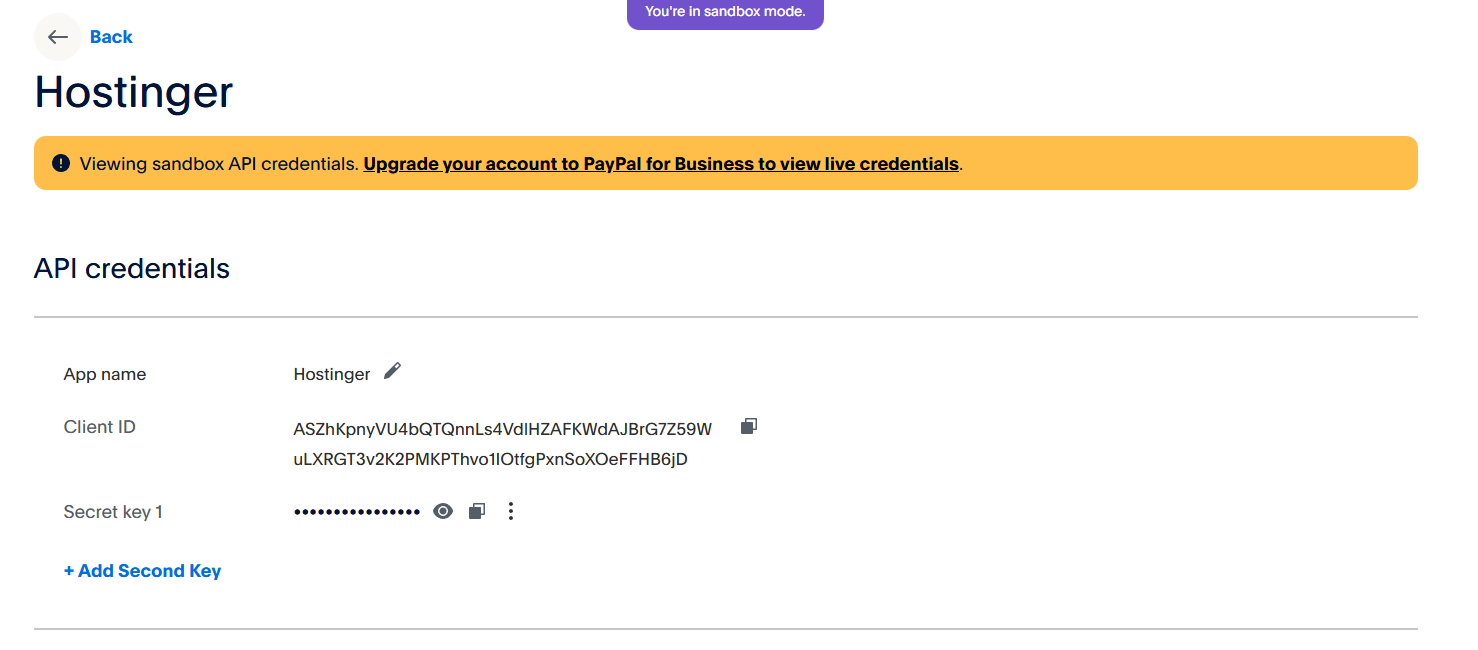 You're in sandbox mode.
Back
Hostinger
Viewing sandbox API credentials. Upgrade your account to PayPal for Business to view live credentials.
API credentials
App name
Hostinger
Client ID
ASZhKpnyVU4bQTQnnLs4VdlHZAFKWdAJBrG7Z59W
uLXRGT3v2K2PMKPThvo1IOtfgPxnSoXOeFFHB6jD
Secret key 1
•••••••••••••••
+ Add Second Key